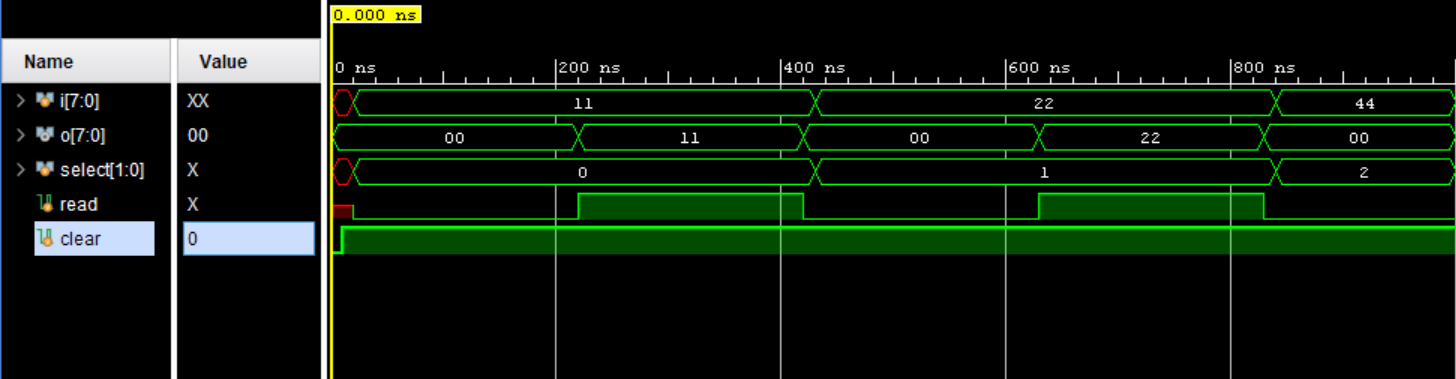 0.000 ns
Name Value
0 ns 200 ns 400 ns 600 ns 800 ns
i[7:0] XX 11 22 44
o[7:0] 00 00 11 00 22 00
select[1:0] X 0 1 2
read X
clear 0